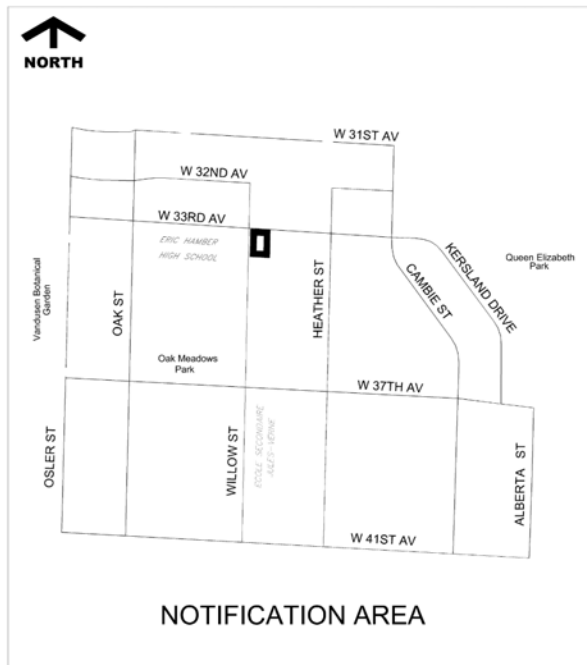 NORTH
W 31ST AV
W 32ND AV
W 33RD AV
ERIC HAMBER
HIGH SCHOOL
Queen Elizabeth
Park
KERSLAND DRIVE
CAMBIE ST
HEATHER ST
Vandusen Botanical
Garden
OAK ST
Oak Meadows
Park
W 37TH AV
OSLER ST
WILLOW ST
ECOLE SECONDAIRE
JULES-VERNE
ALBERTA ST
W 41ST AV
NOTIFICATION AREA